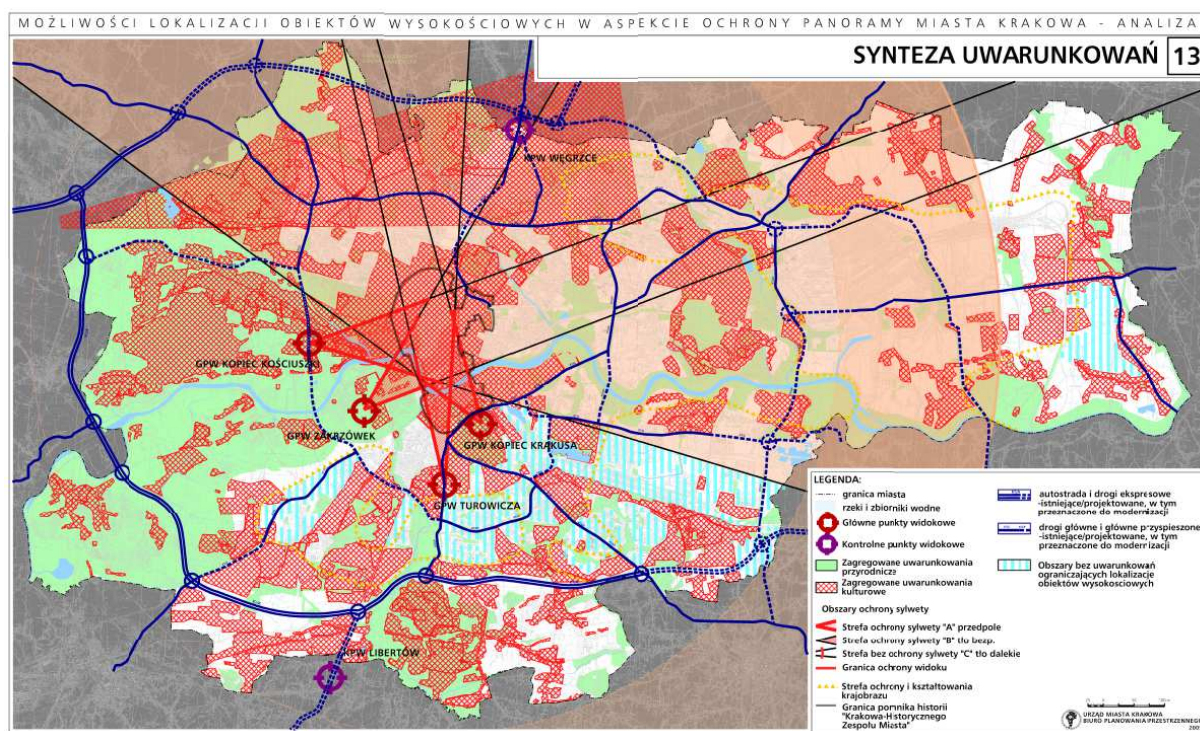 MOŻLIWOŚCI LOKALIZACJI OBIEKTÓW WYSOKOŚCIOWYCH W ASPEKCIE OCHRONY PANORAMY MIASTA KRAKOWA - ANALIZA
SYNTEZA UWARUNKOWAŃ 13
KPW WĘGRZCE
GPW KOPIEC KOŚCIUSZKI
GPW ZAKRZÓWEK
GPW KOPIEC KRAKUSA
GPW TUROWICZA
KPW LIBERTÓW
LEGENDA:
granica miasta
rzeki i zbiorniki wodne
Główne punkty widokowe
Kontrolne punkty widokowe
Zagregowane uwarunkowania
przyrodnicze
Zagregowane uwarunkowania
kulturowe
Obszary ochrony sylwety
Strefa ochrony sylwety "A" przedpole
Strefa ochrony sylwety "B" tło bezp.
Strefa bez ochrony sylwety "C" tło dalekie
Granica ochrony widoku
Strefa ochrony i kształtowania
krajobrazu
Granica pomnika historii
"Krakowa-Historycznego
Zespołu Miasta"
autostrada i drogi ekspresowe
-istniejące/projektowane, w tym
przeznaczone do modernizacji
drogi główne i główne przyspieszone
-istniejące/projektowane, w tym
przeznaczone do modernizacji
Obszary bez uwarunkowań
ograniczających lokalizacje
obiektów wysokosciowych
URZĄD MIASTA KRAKOWA
BIURO PLANOWANIA PRZESTRZENNEGO